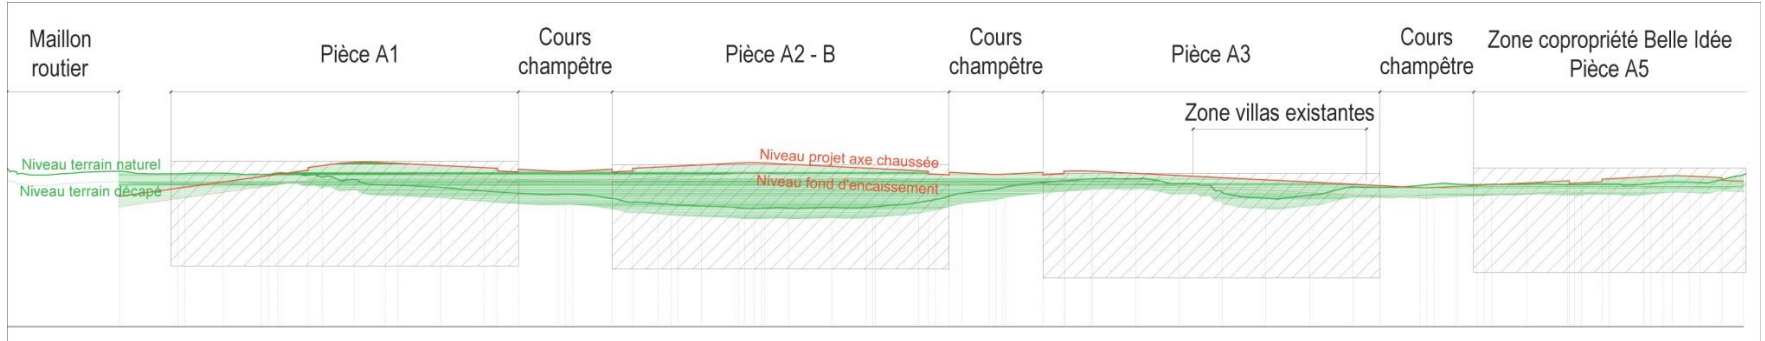 Maillon
routier
Pièce A1
Cours
champêtre
Pièce A2 - B
Cours
champêtre
Pièce A3
Cours
champêtre
Zone copropriété Belle Idée
Pièce A5
Zone villas existantes
Niveau terrain naturel
Niveau terrain décapé
Niveau projet axe chaussée
Niveau fond d'encaissement